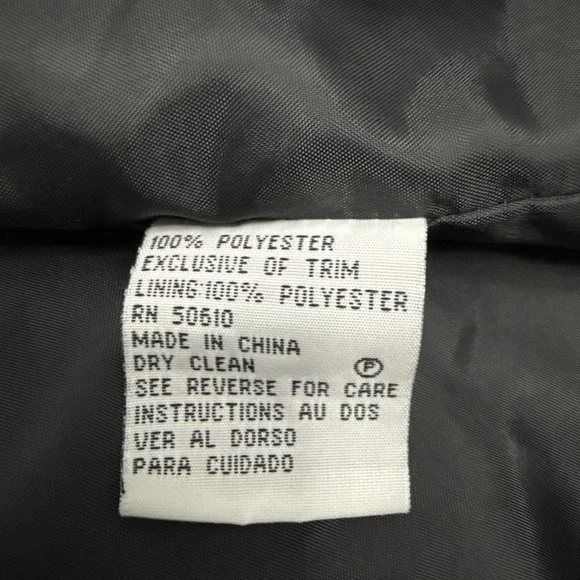 100% POLYESTER
EXCLUSIVE OF TRIM
LINING:100% POLYESTER
RN 50610
MADE IN CHINA
DRY CLEAN Ⓟ
SEE REVERSE FOR CARE
INSTRUCTIONS AU DOS
VER AL DORSO
PARA CUIDADO